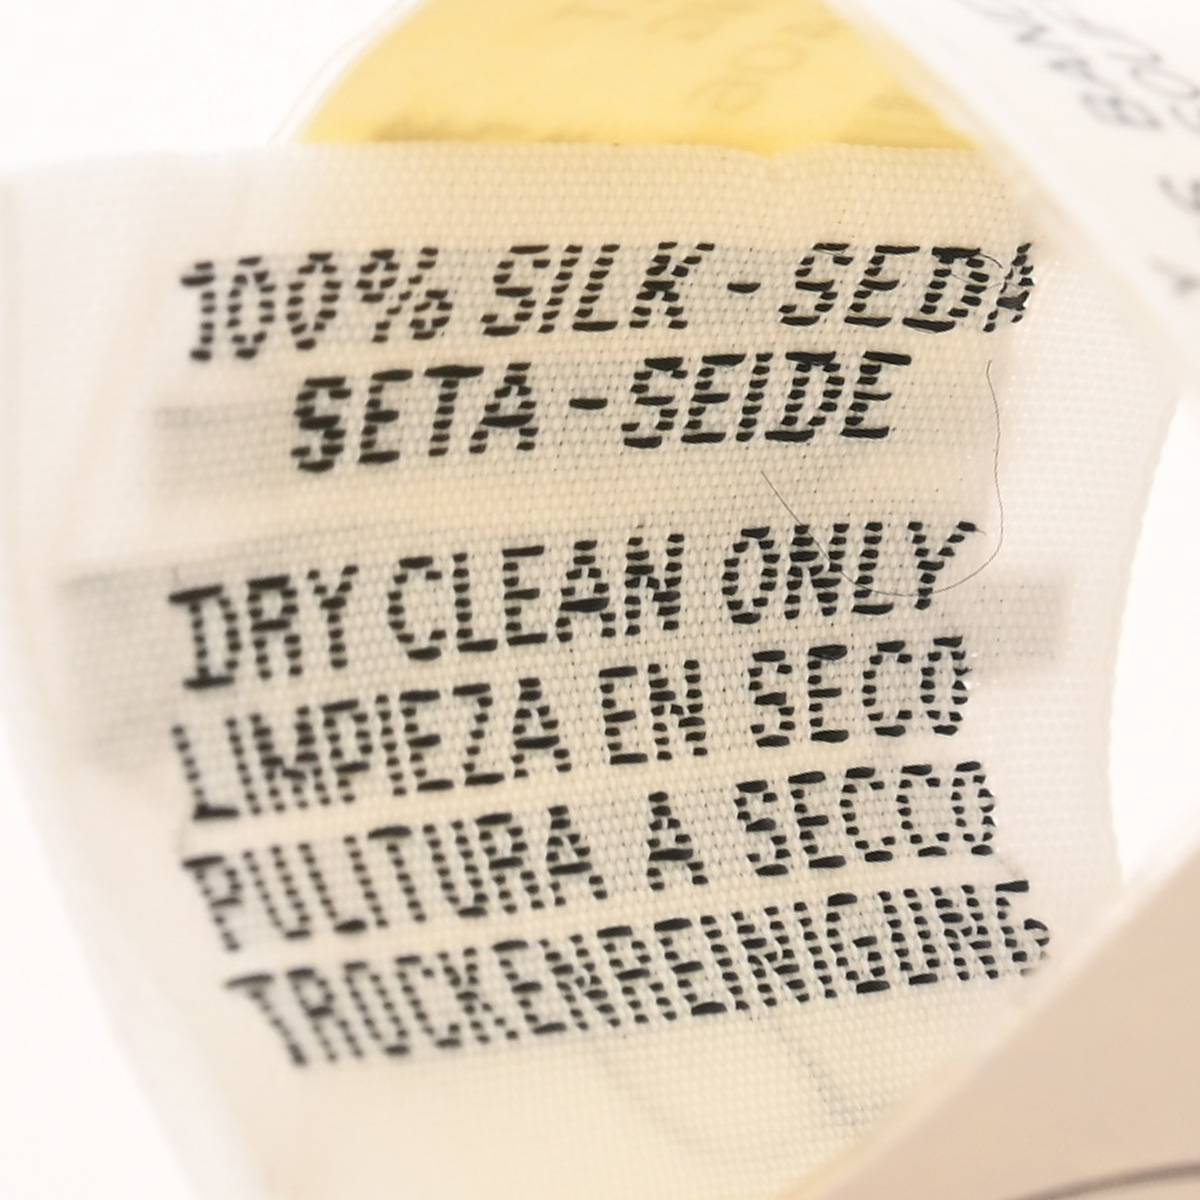 100% SILK - SEDA
SETA - SEIDE
DRY CLEAN ONLY
LIMPIEZA EN SECO
PULITURA A SECCO
TROCKENREINIGUNG